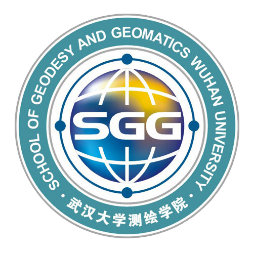 SCHOOL OF GEODESY AND GEOMATICS WUHAN UNIVERSITY
SGG
·武汉大学测绘学院·